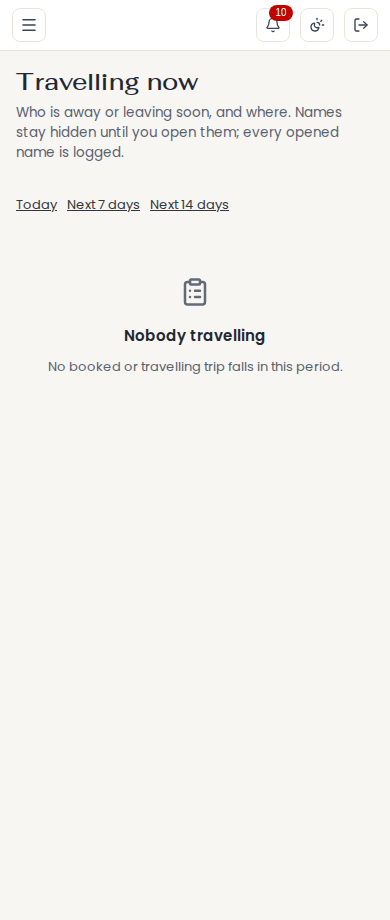 10
Travelling now
Who is away or leaving soon, and where. Names
stay hidden until you open them; every opened
name is logged.
Today Next 7 days Next 14 days
Nobody travelling
No booked or travelling trip falls in this period.